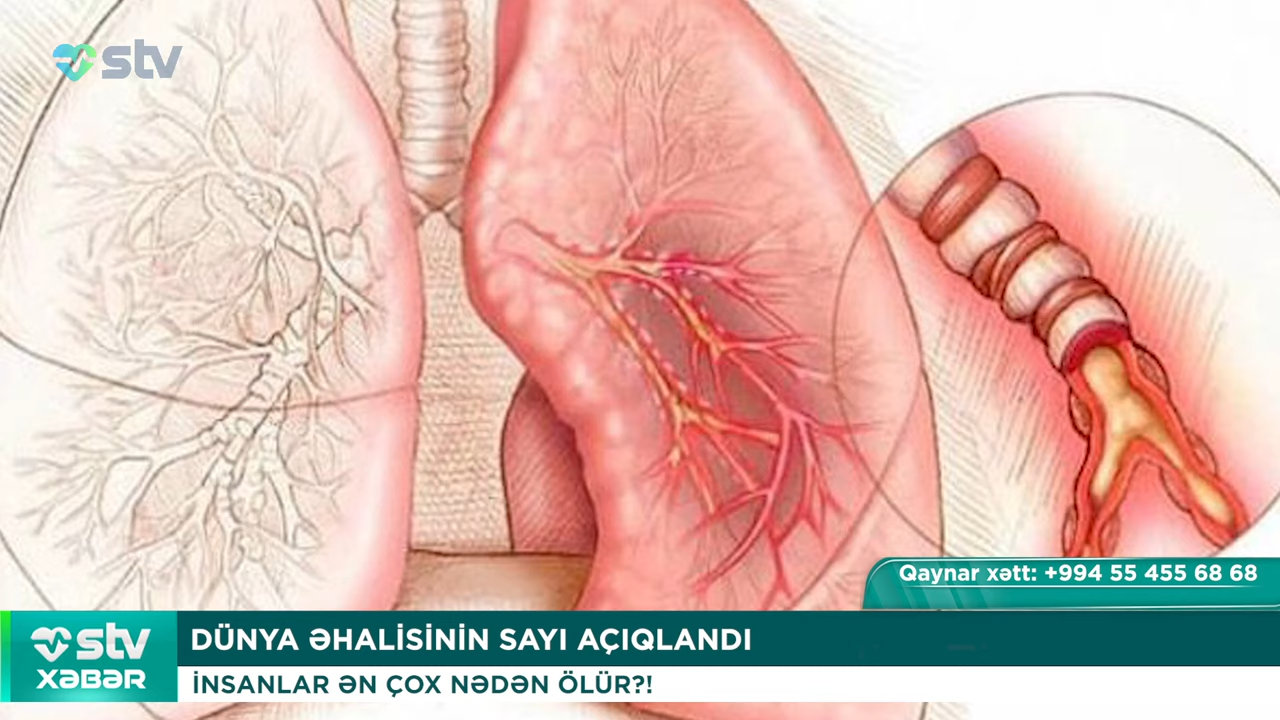 stv
Qaynar xətt: +994 55 455 68 68
stv
XƏBƏR
DÜNYA ƏHALİSİNİN SAYI AÇIQLANDI
İNSANLAR ƏN ÇOX NƏDƏN ÖLÜR?!